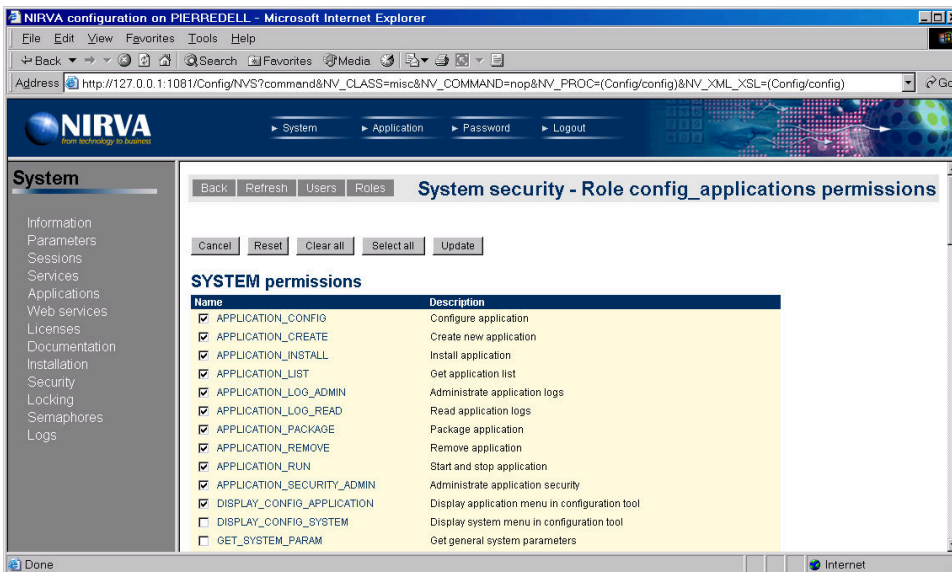 NIRVA configuration on PIERREDELL - Microsoft Internet Explorer
File Edit View Favorites Tools Help
Back Search Favorites Media
Address http://127.0.0.1:1081/Config/NVS?command&NV_CLASS=misc&NV_COMMAND=nop&NV_PROC=(Config/config)&NV_XML_XSL=(Config/config) Go
NIRVA
from technology to business
System Application Password Logout
System
Information
Parameters
Sessions
Services
Applications
Web services
Licenses
Documentation
Installation
Security
Locking
Semaphores
Logs
Back Refresh Users Roles System security - Role config_applications permissions
Cancel Reset Clear all Select all Update
SYSTEM permissions
Name Description
APPLICATION_CONFIG Configure application
APPLICATION_CREATE Create new application
APPLICATION_INSTALL Install application
APPLICATION_LIST Get application list
APPLICATION_LOG_ADMIN Administrate application logs
APPLICATION_LOG_READ Read application logs
APPLICATION_PACKAGE Package application
APPLICATION_REMOVE Remove application
APPLICATION_RUN Start and stop application
APPLICATION_SECURITY_ADMIN Administrate application security
DISPLAY_CONFIG_APPLICATION Display application menu in configuration tool
DISPLAY_CONFIG_SYSTEM Display system menu in configuration tool
GET_SYSTEM_PARAM Get general system parameters
Done Internet